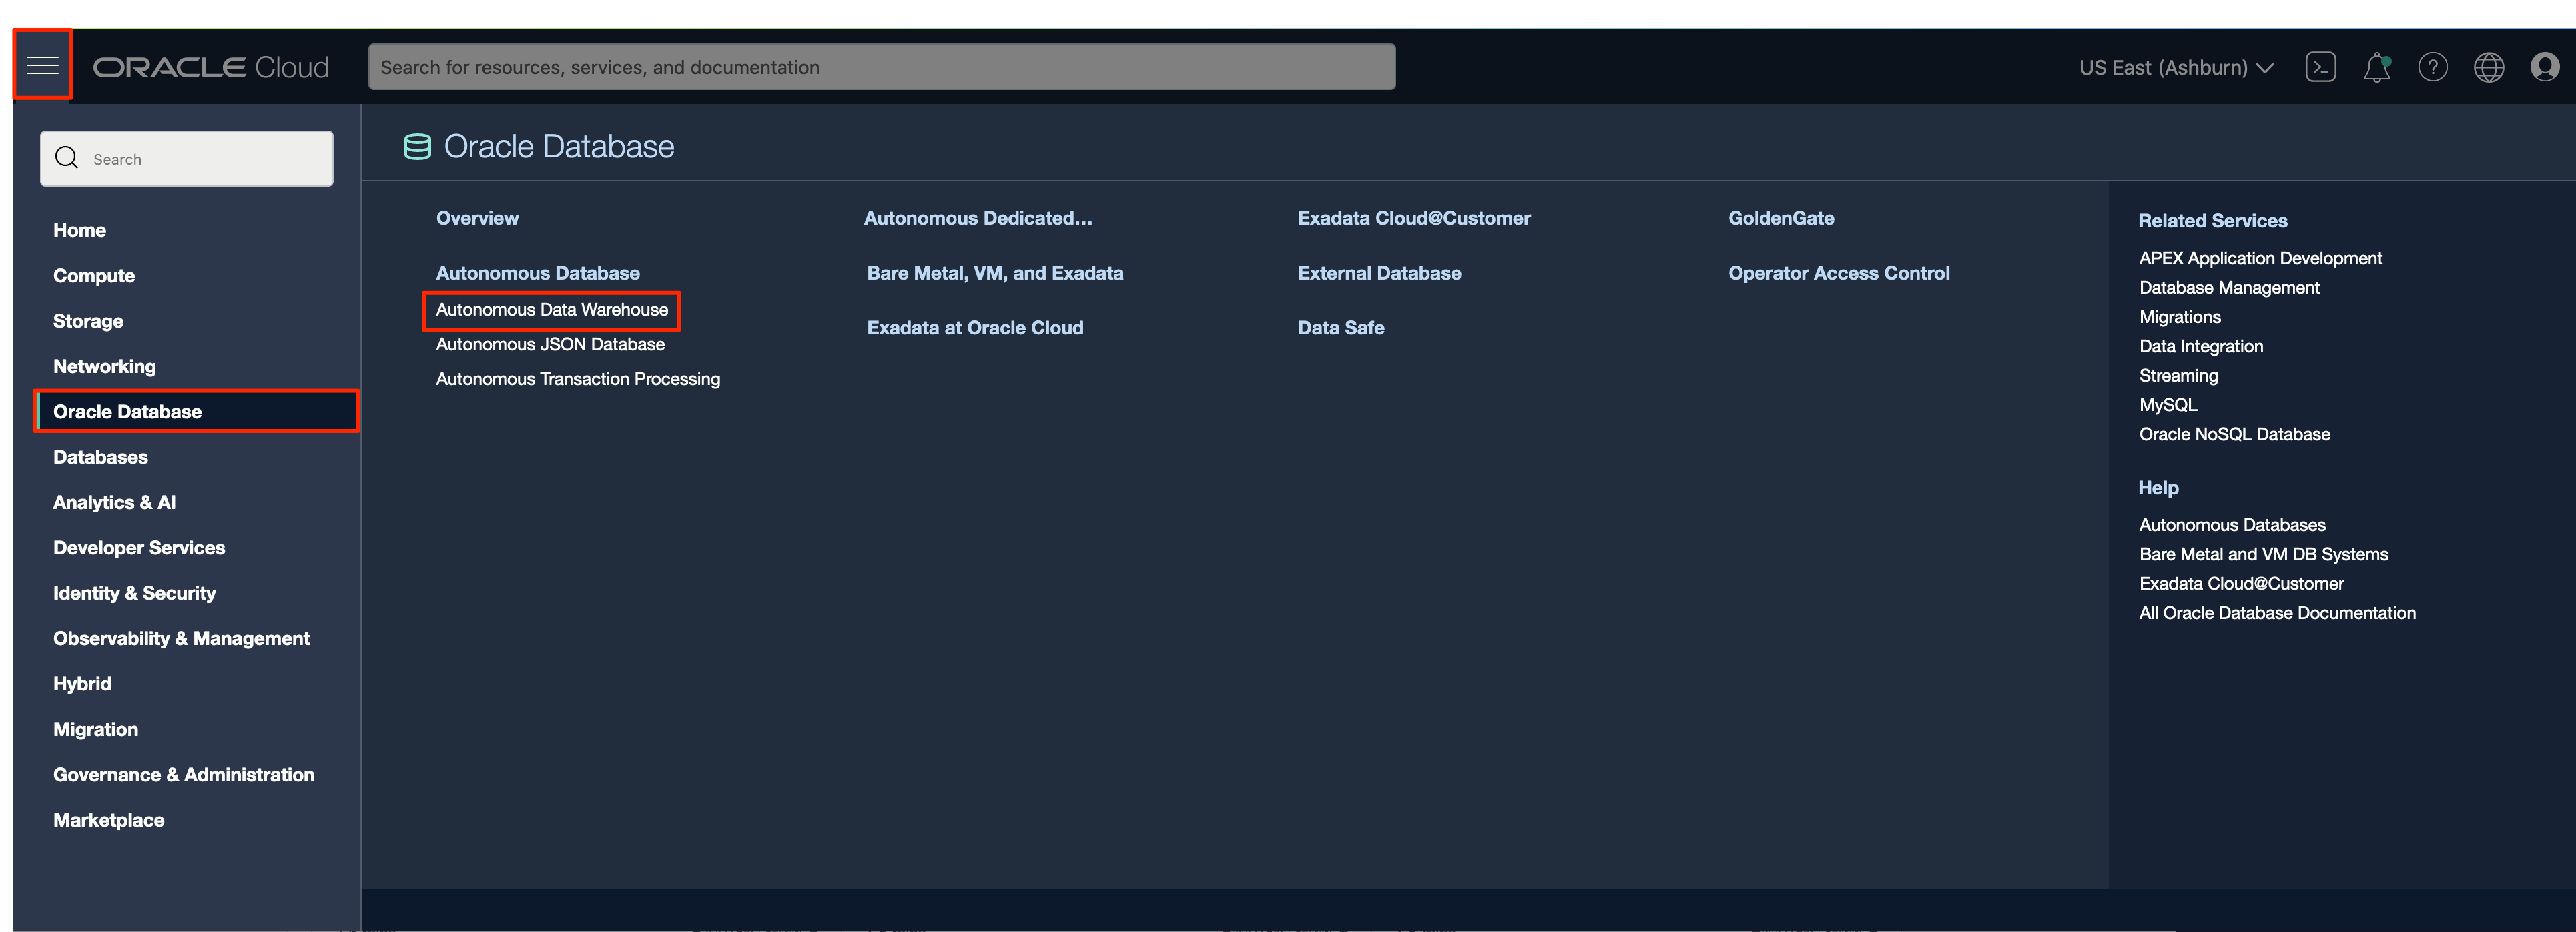 ORACLE Cloud
Search for resources, services, and documentation
US East (Ashburn)
Search
Home
Compute
Storage
Networking
Oracle Database
Databases
Analytics & AI
Developer Services
Identity & Security
Observability & Management
Hybrid
Migration
Governance & Administration
Marketplace
Oracle Database
Overview
Autonomous Database
Autonomous Data Warehouse
Autonomous JSON Database
Autonomous Transaction Processing
Autonomous Dedicated...
Bare Metal, VM, and Exadata
Exadata at Oracle Cloud
Exadata Cloud@Customer
External Database
Data Safe
GoldenGate
Operator Access Control
Related Services
APEX Application Development
Database Management
Migrations
Data Integration
Streaming
MySQL
Oracle NoSQL Database
Help
Autonomous Databases
Bare Metal and VM DB Systems
Exadata Cloud@Customer
All Oracle Database Documentation